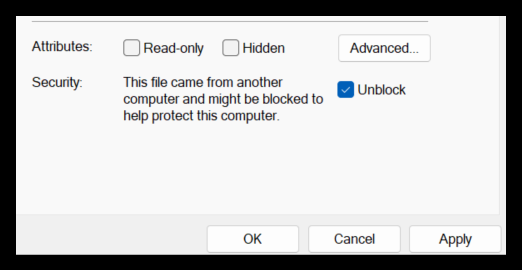 Attributes: Read-only Hidden Advanced...
Security: This file came from another
computer and might be blocked to
help protect this computer.
Unblock
OK Cancel Apply